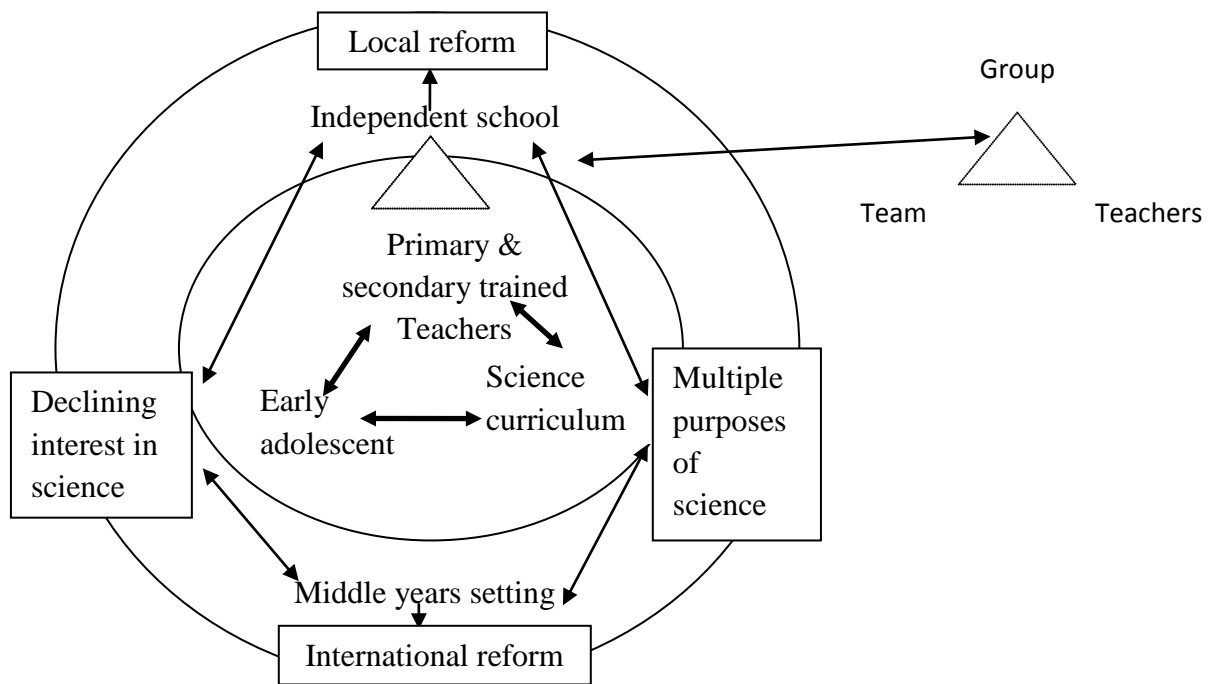 Local reform
Group
Independent school
Team
Teachers
Primary &
secondary trained
Teachers
Science
curriculum
Early
adolescent
Declining
interest in
science
Multiple
purposes
of
science
Middle years setting
International reform